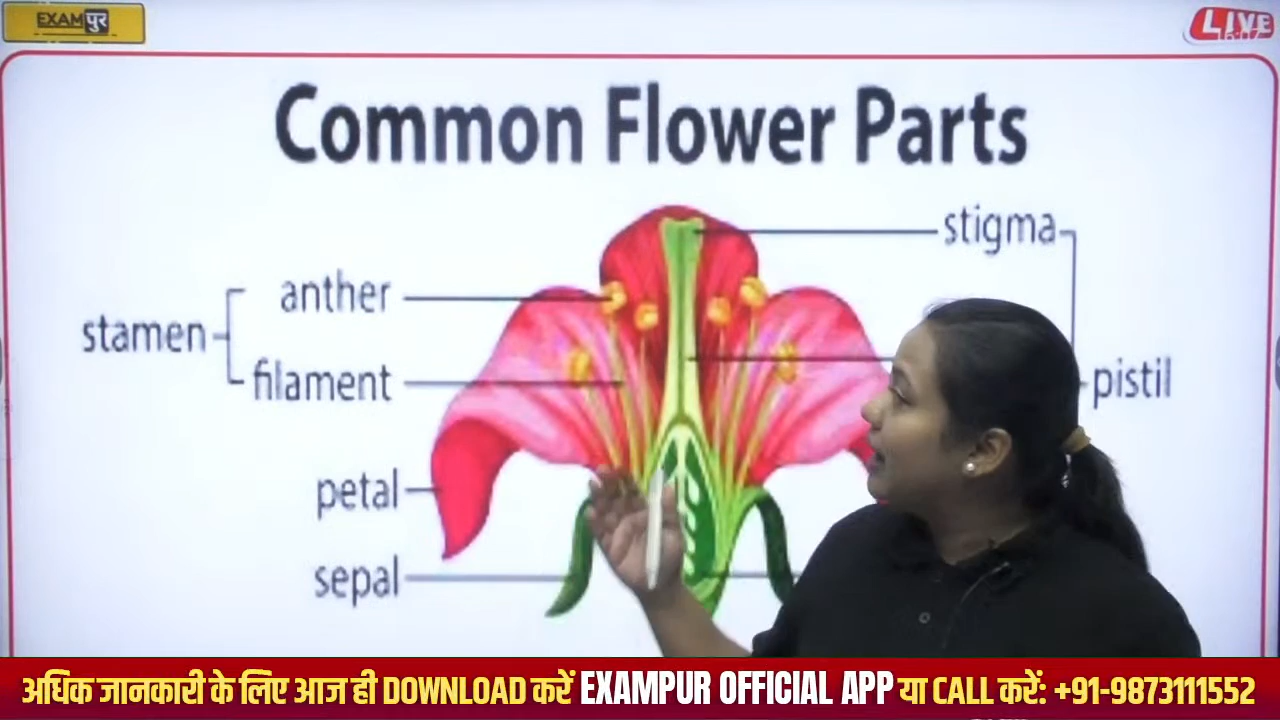 EXAMपुर
LIVE
Common Flower Parts
stigma
anther
stamen
filament
pistil
petal
sepal
अधिक जानकारी के लिए आज ही DOWNLOAD करें EXAMPUR OFFICIAL APP या CALL करें: +91-9873111552